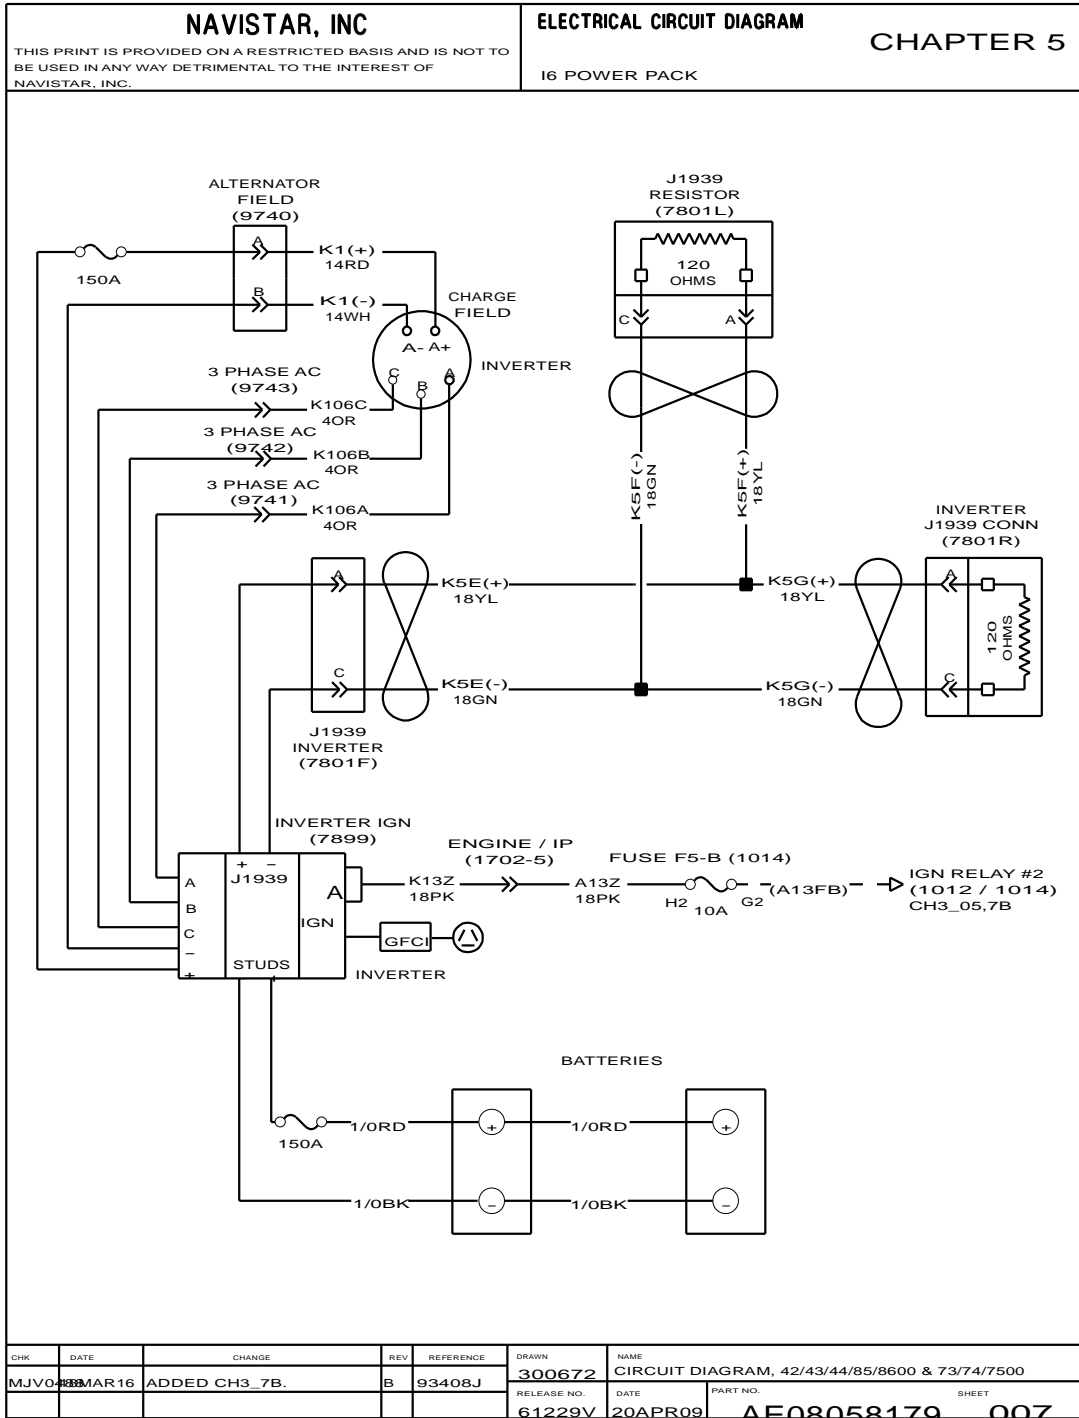 NAVISTAR, INC
THIS PRINT IS PROVIDED ON A RESTRICTED BASIS AND IS NOT TO
BE USED IN ANY WAY DETRIMENTAL TO THE INTEREST OF
NAVISTAR, INC.
ELECTRICAL CIRCUIT DIAGRAM
CHAPTER 5
I6 POWER PACK
ALTERNATOR
FIELD
(9740)
A
K1(+)
14RD
150A
B
K1(-)
14WH
CHARGE
FIELD
A- A+
INVERTER
C
B
A
3 PHASE AC
(9743)
K106C
4OR
3 PHASE AC
(9742)
K106B
4OR
3 PHASE AC
(9741)
K106A
4OR
J1939
RESISTOR
(7801L)
120
OHMS
C
A
K5F(-)
18GN
K5F(+)
18YL
INVERTER
J1939 CONN
(7801R)
A
K5E(+)
18YL
K5G(+)
18YL
A
120
OHMS
C
K5E(-)
18GN
K5G(-)
18GN
C
J1939
INVERTER
(7801F)
INVERTER IGN
(7899)
+ -
J1939
A
B
C
-
+
A
IGN
STUDS
- +
K13Z
18PK
ENGINE / IP
(1702-5)
A13Z
18PK
FUSE F5-B (1014)
H2
10A
G2
(A13FB)
IGN RELAY #2
(1012 / 1014)
CH3_05,7B
GFCI
INVERTER
BATTERIES
150A
1/0RD
+
1/0RD
+
1/0BK
-
1/0BK
-
CHK
DATE
CHANGE
REV
REFERENCE
DRAWN
NAME
MJV04
MAR16
ADDED CH3_7B.
B
93408J
300672
CIRCUIT DIAGRAM, 42/43/44/85/8600 & 73/74/7500
RELEASE NO.
DATE
PART NO.
SHEET
61229V
20APR09
AE08058179
007